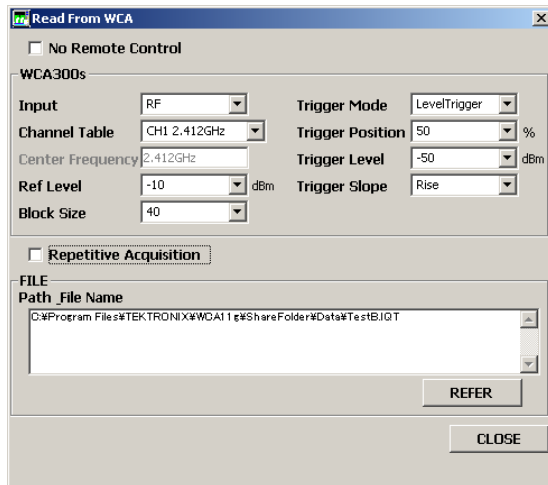 Read From WCA
No Remote Control
WCA300s
Input RF Trigger Mode LevelTrigger
Channel Table CH1 2.412GHz Trigger Position 50 %
Center Frequency 2.412GHz Trigger Level -50 dBm
Ref Level -10 dBm Trigger Slope Rise
Block Size 40
Repetitive Acquisition
FILE
Path _File Name
C:¥Program Files¥TEKTRONIX¥WCA11g¥ShareFolder¥Data¥TestB.IQT
REFER
CLOSE